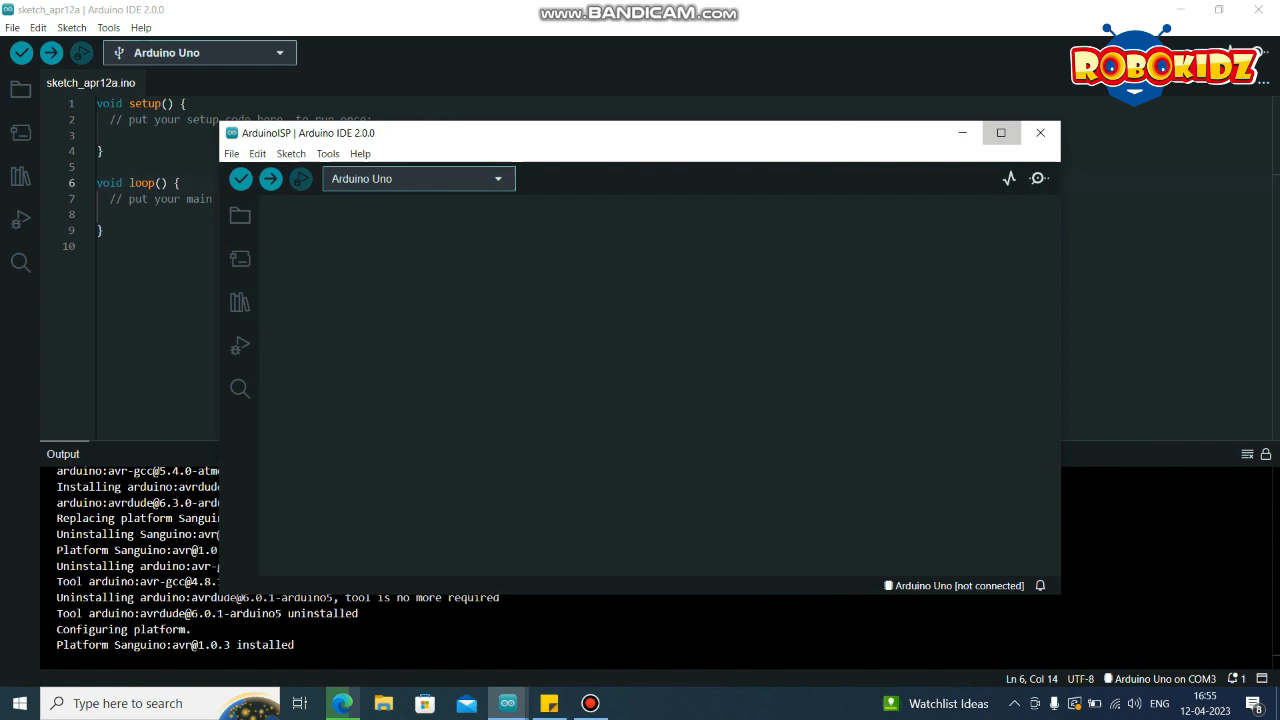 sketch_apr12a | Arduino IDE 2.0.0
www.BANDICAM.com
File Edit Sketch Tools Help
Arduino Uno
ROBOKIDZ
sketch_apr12a.ino
1 void setup() {
2 // put your setup code here, to run once:
3
4 }
5
6 void loop() {
7 // put your main
8
9 }
10
ArduinoISP | Arduino IDE 2.0.0
File Edit Sketch Tools Help
Arduino Uno
Arduino Uno [not connected]
Output
arduino:avr-gcc@5.4.0-atm
Installing arduino:avrdude@
arduino:avrdude@6.3.0-ard
Replacing platform Sangui
Uninstalling Sanguino:avr@
Platform Sanguino:avr@1.0
Uninstalling arduino:avr-g
Tool arduino:avr-gcc@4.8.
Uninstalling arduino:avrdude@6.0.1-arduino5, tool is no more required
Tool arduino:avrdude@6.0.1-arduino5 uninstalled
Configuring platform.
Platform Sanguino:avr@1.0.3 installed
Ln 6, Col 14 UTF-8 Arduino Uno on COM3 1
Type here to search
Watchlist Ideas
ENG
16:55
12-04-2023
8